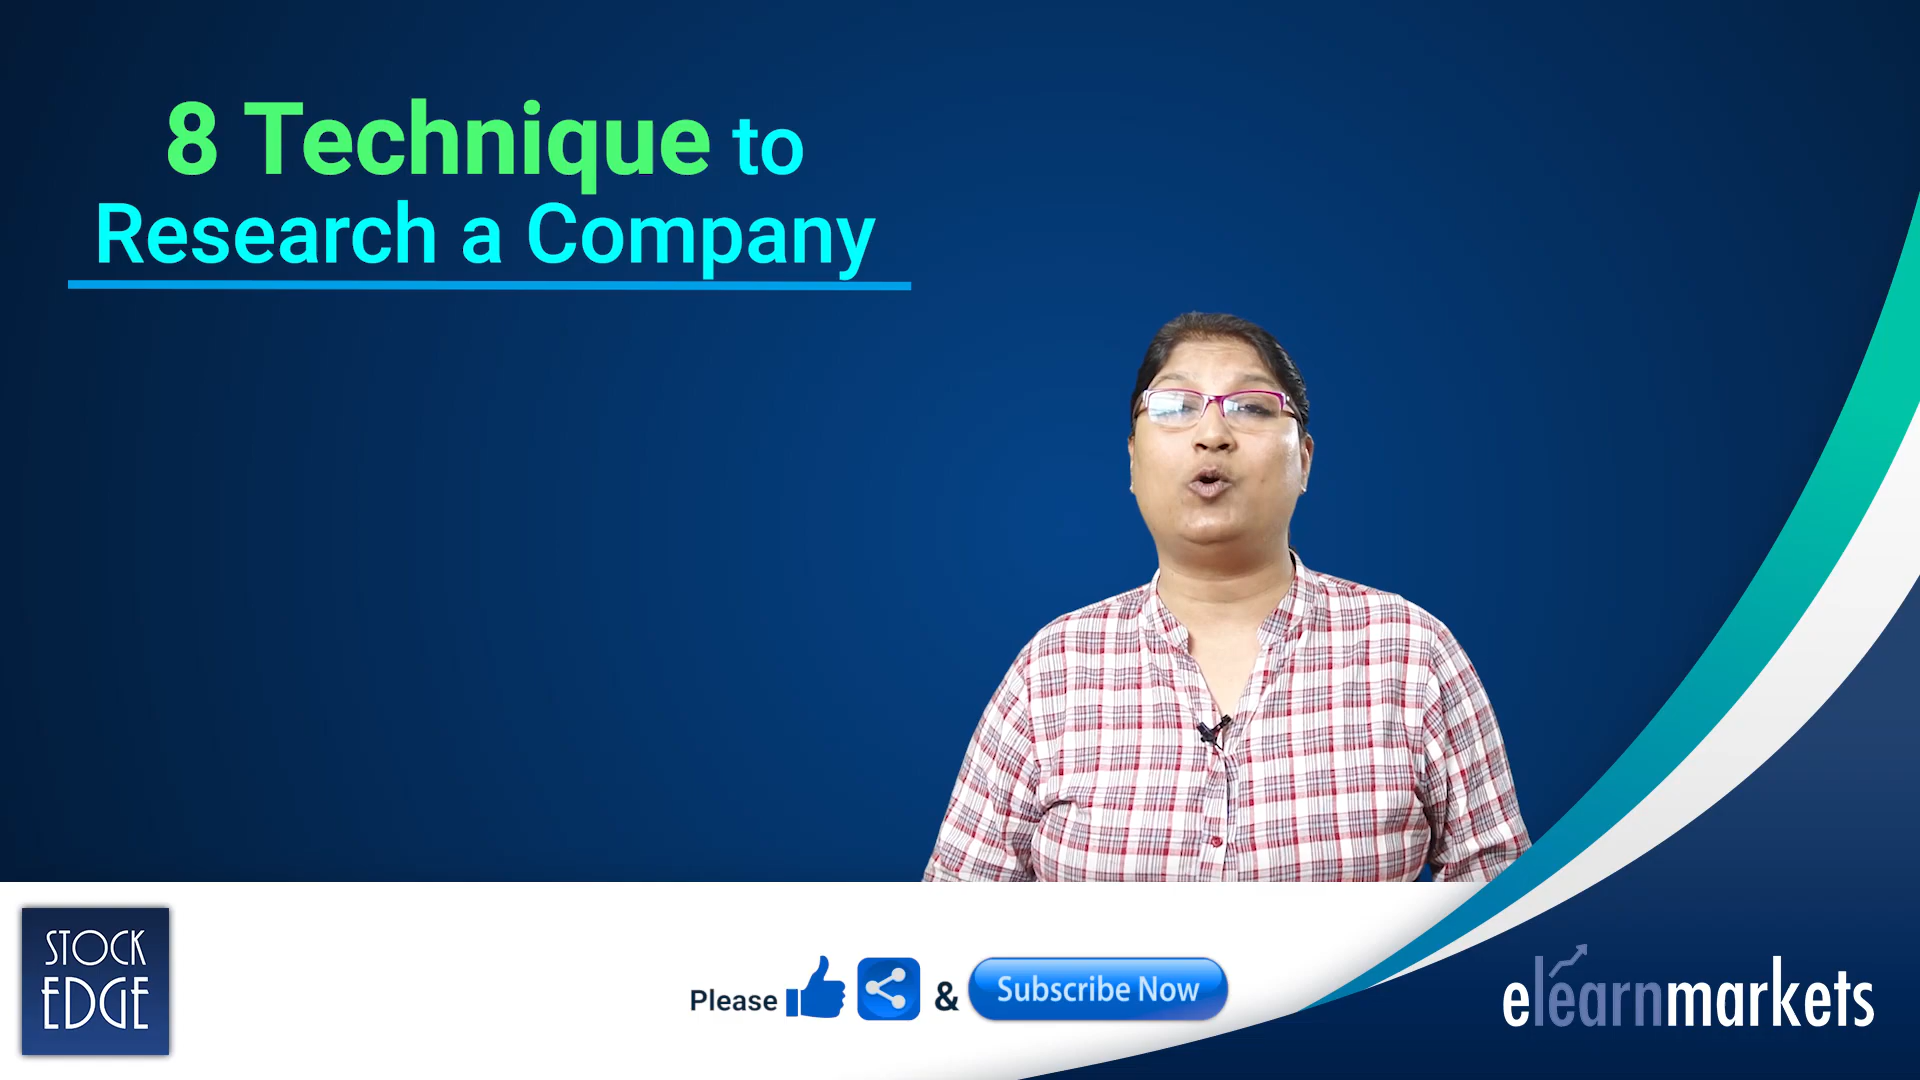 8 Technique to
Research a Company
STOCK
EDGE
Please & Subscribe Now
elearnmarkets